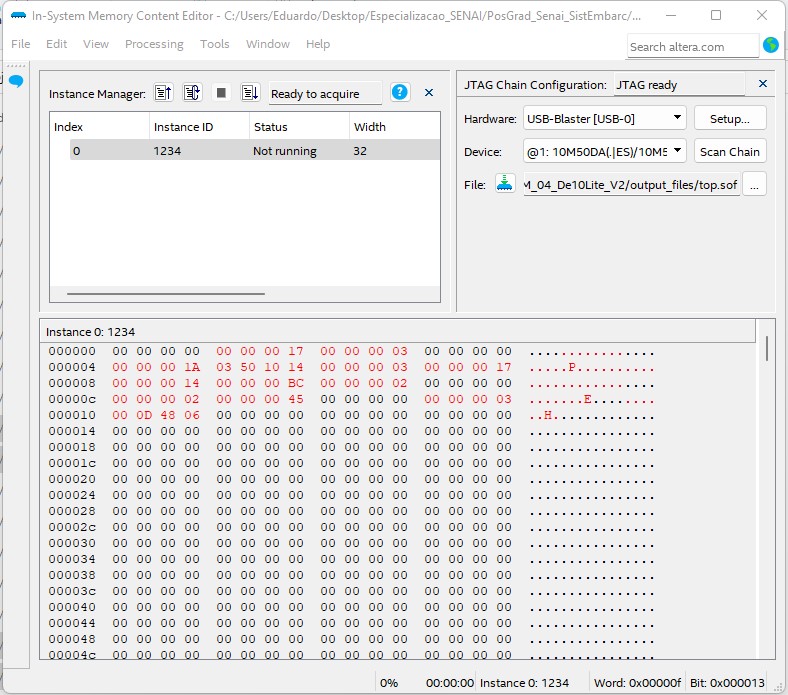 In-System Memory Content Editor - C:/Users/Eduardo/Desktop/Especializacao_SENAI/PosGrad_Senai_SistEmbarc/...
File Edit View Processing Tools Window Help
Search altera.com
Instance Manager: Ready to acquire
Index Instance ID Status Width
0 1234 Not running 32
JTAG Chain Configuration: JTAG ready
Hardware: USB-Blaster [USB-0] Setup...
Device: @1: 10M50DA(.|ES)/10M5 Scan Chain
File: M_04_De10Lite_V2/output_files/top.sof ...
Instance 0: 1234
000000 00 00 00 00 00 00 00 17 00 00 00 03 00 00 00 00 ................
000004 00 00 00 1A 03 50 10 14 00 00 00 03 00 00 00 17 .....P..........
000008 00 00 00 14 00 00 00 BC 00 00 00 02 00 00 00 00 ................
00000c 00 00 00 02 00 00 00 45 00 00 00 00 00 00 00 03 .......E........
000010 00 0D 48 06 00 00 00 00 00 00 00 00 00 00 00 00 ..H.............
000014 00 00 00 00 00 00 00 00 00 00 00 00 00 00 00 00 ................
000018 00 00 00 00 00 00 00 00 00 00 00 00 00 00 00 00 ................
00001c 00 00 00 00 00 00 00 00 00 00 00 00 00 00 00 00 ................
000020 00 00 00 00 00 00 00 00 00 00 00 00 00 00 00 00 ................
000024 00 00 00 00 00 00 00 00 00 00 00 00 00 00 00 00 ................
000028 00 00 00 00 00 00 00 00 00 00 00 00 00 00 00 00 ................
00002c 00 00 00 00 00 00 00 00 00 00 00 00 00 00 00 00 ................
000030 00 00 00 00 00 00 00 00 00 00 00 00 00 00 00 00 ................
000034 00 00 00 00 00 00 00 00 00 00 00 00 00 00 00 00 ................
000038 00 00 00 00 00 00 00 00 00 00 00 00 00 00 00 00 ................
00003c 00 00 00 00 00 00 00 00 00 00 00 00 00 00 00 00 ................
000040 00 00 00 00 00 00 00 00 00 00 00 00 00 00 00 00 ................
000044 00 00 00 00 00 00 00 00 00 00 00 00 00 00 00 00 ................
000048 00 00 00 00 00 00 00 00 00 00 00 00 00 00 00 00 ................
00004c 00 00 00 00 00 00 00 00 00 00 00 00 00 00 00 00 ................
0% 00:00:00 Instance 0: 1234 Word: 0x00000f Bit: 0x000013